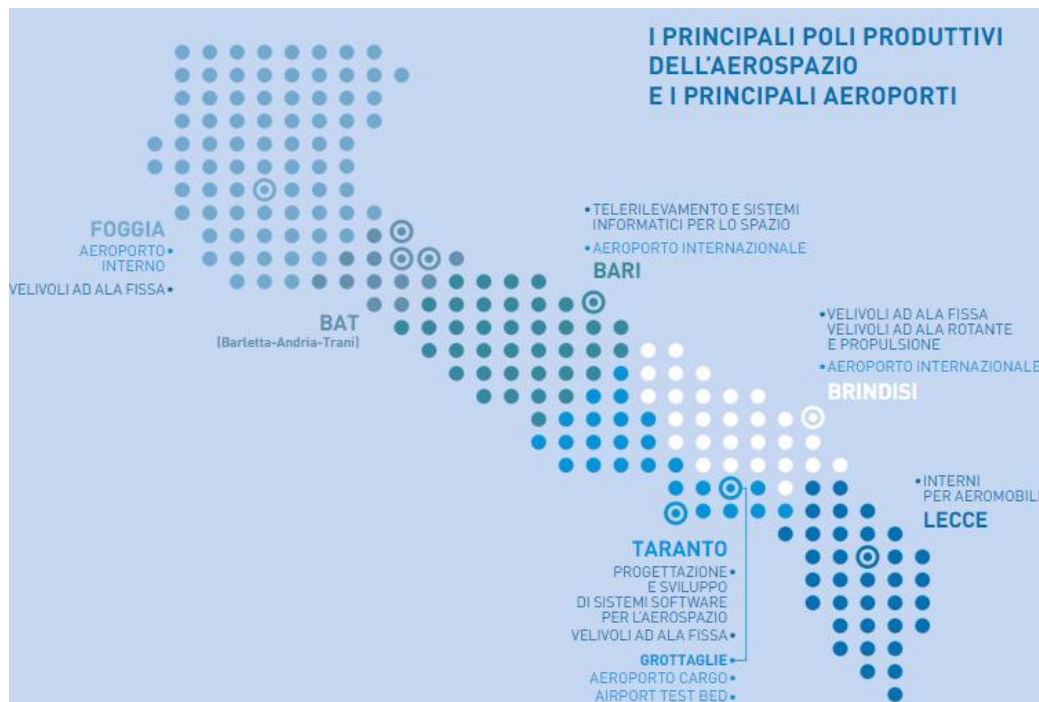 I PRINCIPALI POLI PRODUTTIVI
DELL'AEROSPAZIO
E I PRINCIPALI AEROPORTI
FOGGIA
AEROPORTO•
INTERNO
VELIVOLI AD ALA FISSA•
BAT
(Barletta-Andria-Trani)
•TELERILEVAMENTO E SISTEMI
INFORMATICI PER LO SPAZIO
•AEROPORTO INTERNAZIONALE
BARI
•VELIVOLI AD ALA FISSA
VELIVOLI AD ALA ROTANTE
E PROPULSIONE
•AEROPORTO INTERNAZIONALE
BRINDISI
•INTERNI
PER AEROMOBILI
LECCE
TARANTO
PROGETTAZIONE•
E SVILUPPO
DI SISTEMI SOFTWARE
PER L'AEROSPAZIO
VELIVOLI AD ALA FISSA•
GROTTAGLIE•
AEROPORTO CARGO•
AIRPORT TEST BED•